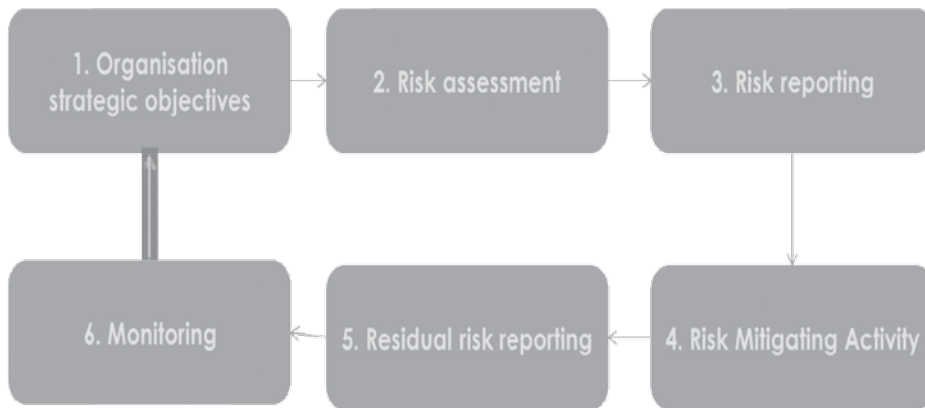 1. Organisation
strategic objectives
2. Risk assessment
3. Risk reporting
4. Risk Mitigating Activity
5. Residual risk reporting
6. Monitoring